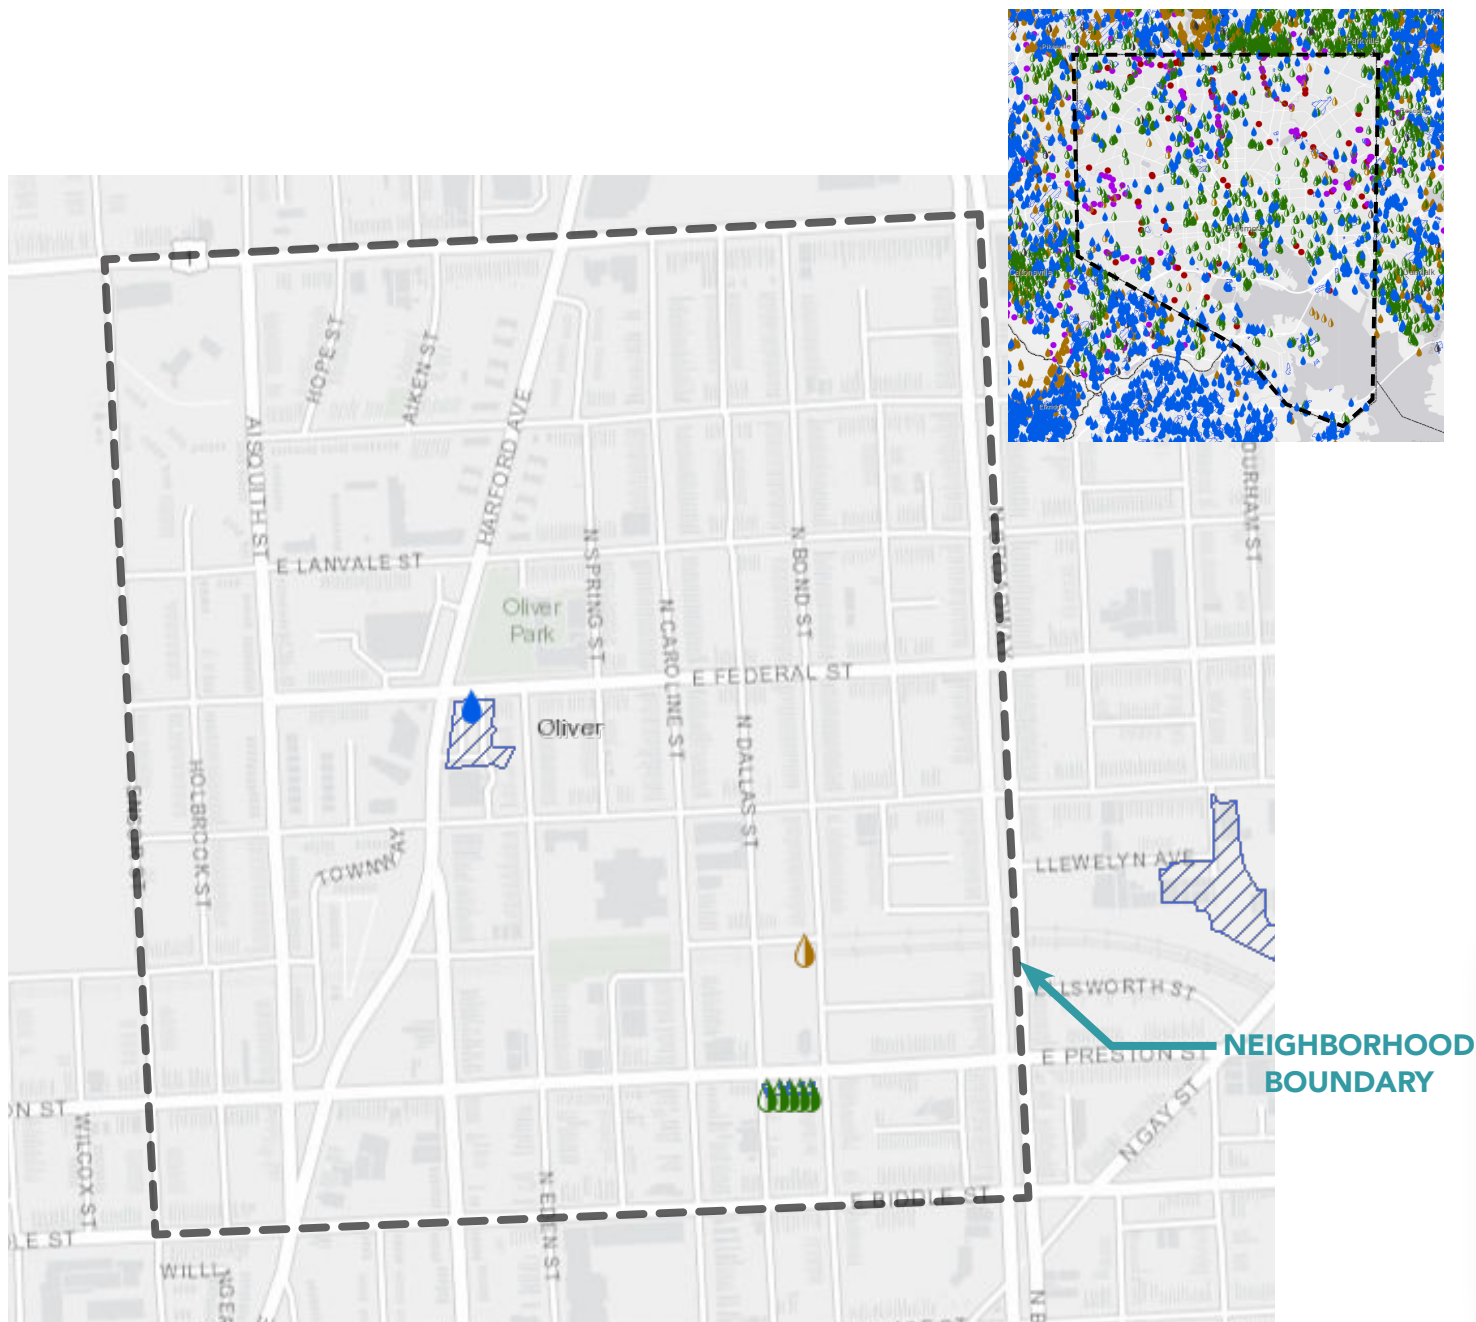 Parkville
HOPE ST
AIKEN ST
HARFORD AVE
AISQUITH ST
DURHAM ST
E LANVALE ST
Oliver
Park
N SPRING ST
N CAROLINE ST
N BOND ST
E FEDERAL ST
Oliver
N DALLAS ST
HOLBROOK ST
TOWNWAY
LLEWELYN AVE
ELLSWORTH ST
E PRESTON ST
NEIGHBORHOOD
BOUNDARY
ON ST
WILCOX ST
N GAY ST
N EDEN ST
E BIDDLE ST
LE ST
N B